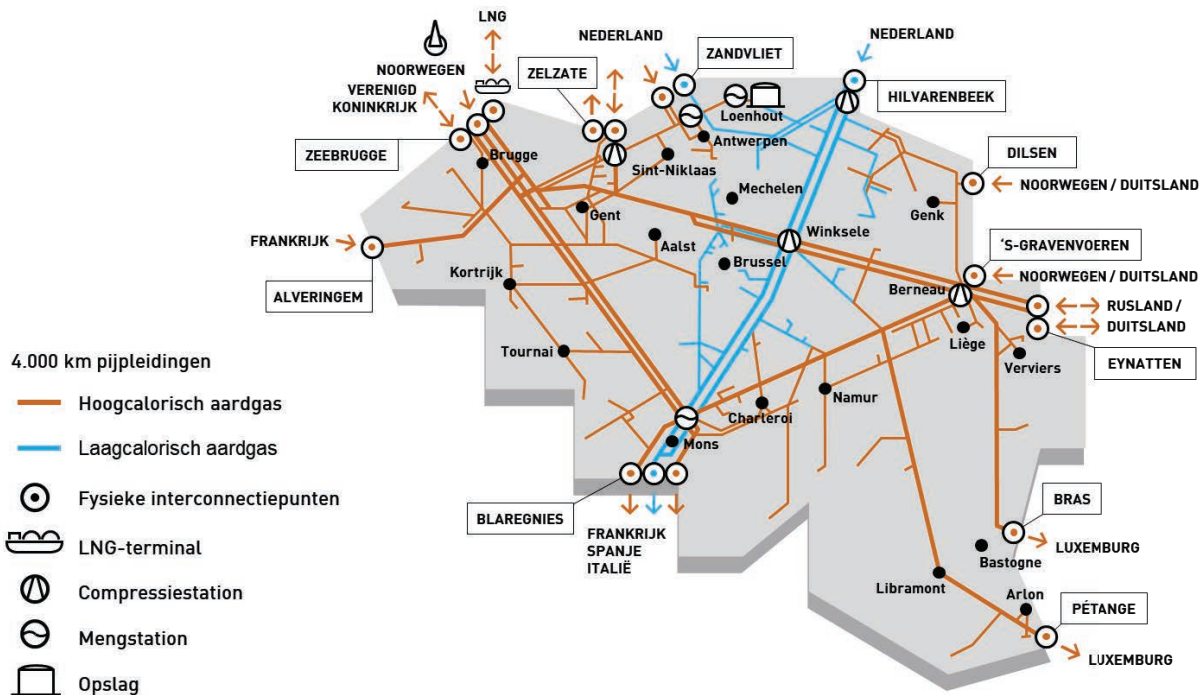 LNG
NOORWEGEN
VERENIGD
KONINKRIJK
ZEEBRUGGE
Brugge
NEDERLAND
ZELZATE
ZANDVLIET
NEDERLAND
HILVARENBEEK
Loenhout
Antwerpen
Sint-Niklaas
Mechelen
DILSEN
NOORWEGEN / DUITSLAND
Genk
Gent
Winksele
Aalst
Brussel
FRANKRIJK
ALVERINGEM
Kortrijk
'S-GRAVENVOEREN
NOORWEGEN / DUITSLAND
Berneau
RUSLAND /
DUITSLAND
EYNATTEN
Liège
Verviers
Tournai
Namur
Charleroi
Mons
BLAREGNIES
FRANKRIJK
SPANJE
ITALIË
BRAS
LUXEMBURG
Bastogne
Libramont
Arlon
PÉTANGE
LUXEMBURG
4.000 km pijpleidingen
Hoogcalorisch aardgas
Laagcalorisch aardgas
Fysieke interconnectiepunten
LNG-terminal
Compressiestation
Mengstation
Opslag